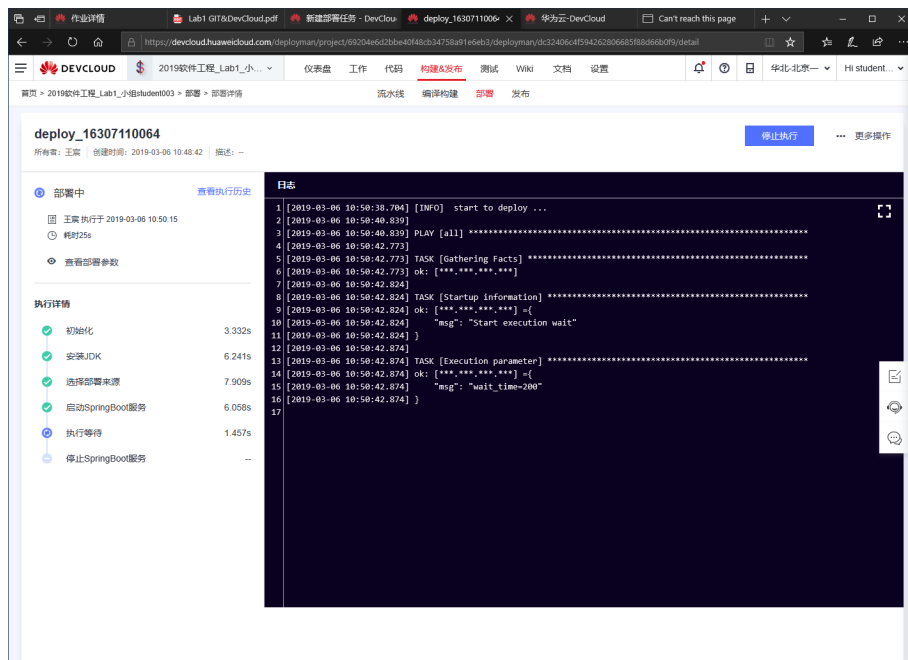 作业详情
Lab1 GIT&DevCloud.pdf
新建部署任务 - DevClou
deploy_16307110064
华为云-DevCloud
Can't reach this page
https://devcloud.huaweicloud.com/deployman/project/69204e6d2bbe40f48cb34758a91e6eb3/deployman/dc32406c4f594262806685f88d66b0f9/detail
DEVCLOUD
$ 2019软件工程_Lab1_小...
仪表盘 工作 代码 构建&发布 测试 Wiki 文档 设置
华北-北京一
Hi student...
首页 > 2019软件工程_Lab1_小组student003 > 部署 > 部署详情
流水线 编译构建 部署 发布
deploy_16307110064
停止执行
... 更多操作
所有者: 王宸 创建时间: 2019-03-06 10:48:42 描述: --
部署中
查看执行历史
王宸 执行于 2019-03-06 10:50:15
耗时25s
查看部署参数
执行详情
初始化 3.332s
安装JDK 6.241s
选择部署来源 7.909s
启动SpringBoot服务 6.058s
执行等待 1.457s
停止SpringBoot服务 --
日志
1 [2019-03-06 10:50:38.704] [INFO] start to deploy ...
2 [2019-03-06 10:50:40.839]
3 [2019-03-06 10:50:40.839] PLAY [all] *****************************************************************
4 [2019-03-06 10:50:42.773]
5 [2019-03-06 10:50:42.773] TASK [Gathering Facts] ******************************************************
6 [2019-03-06 10:50:42.773] ok: [***.***.***.***]
7 [2019-03-06 10:50:42.824]
8 [2019-03-06 10:50:42.824] TASK [Startup information] **************************************************
9 [2019-03-06 10:50:42.824] ok: [***.***.***.***] ={
10 [2019-03-06 10:50:42.824] "msg": "Start execution wait"
11 [2019-03-06 10:50:42.824] }
12 [2019-03-06 10:50:42.874]
13 [2019-03-06 10:50:42.874] TASK [Execution parameter] **************************************************
14 [2019-03-06 10:50:42.874] ok: [***.***.***.***] ={
15 [2019-03-06 10:50:42.874] "msg": "wait_time=200"
16 [2019-03-06 10:50:42.874] }
17